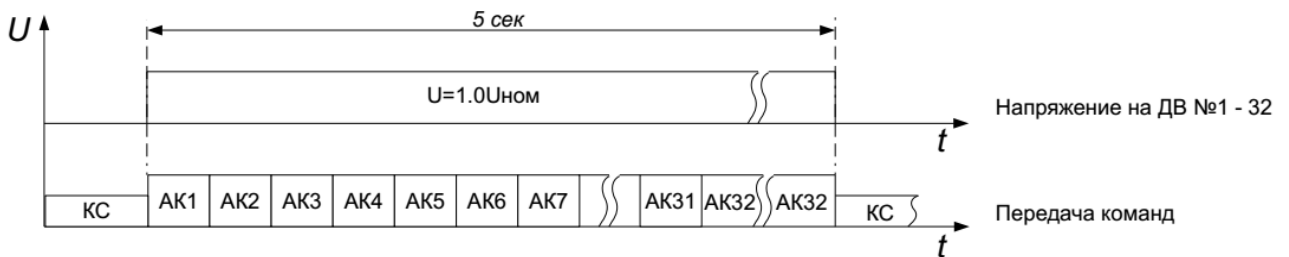 U
5 сек
U=1.0Uном
Напряжение на ДВ №1 - 32
t
КС АК1 АК2 АК3 АК4 АК5 АК6 АК7 АК31 АК32 АК32 КС
Передача команд
t